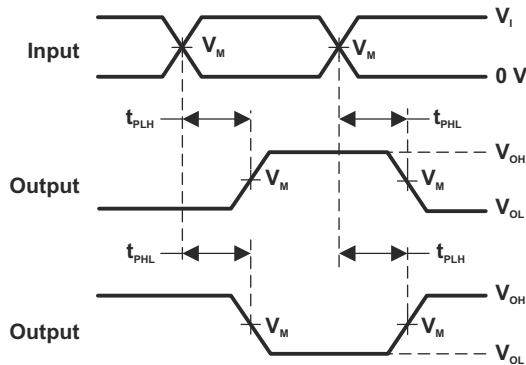 V_I
Input V_M V_M
0 V
t_PLH t_PHL
V_OH
Output V_M V_M
V_OL
t_PHL t_PLH
V_OH
Output V_M V_M
V_OL